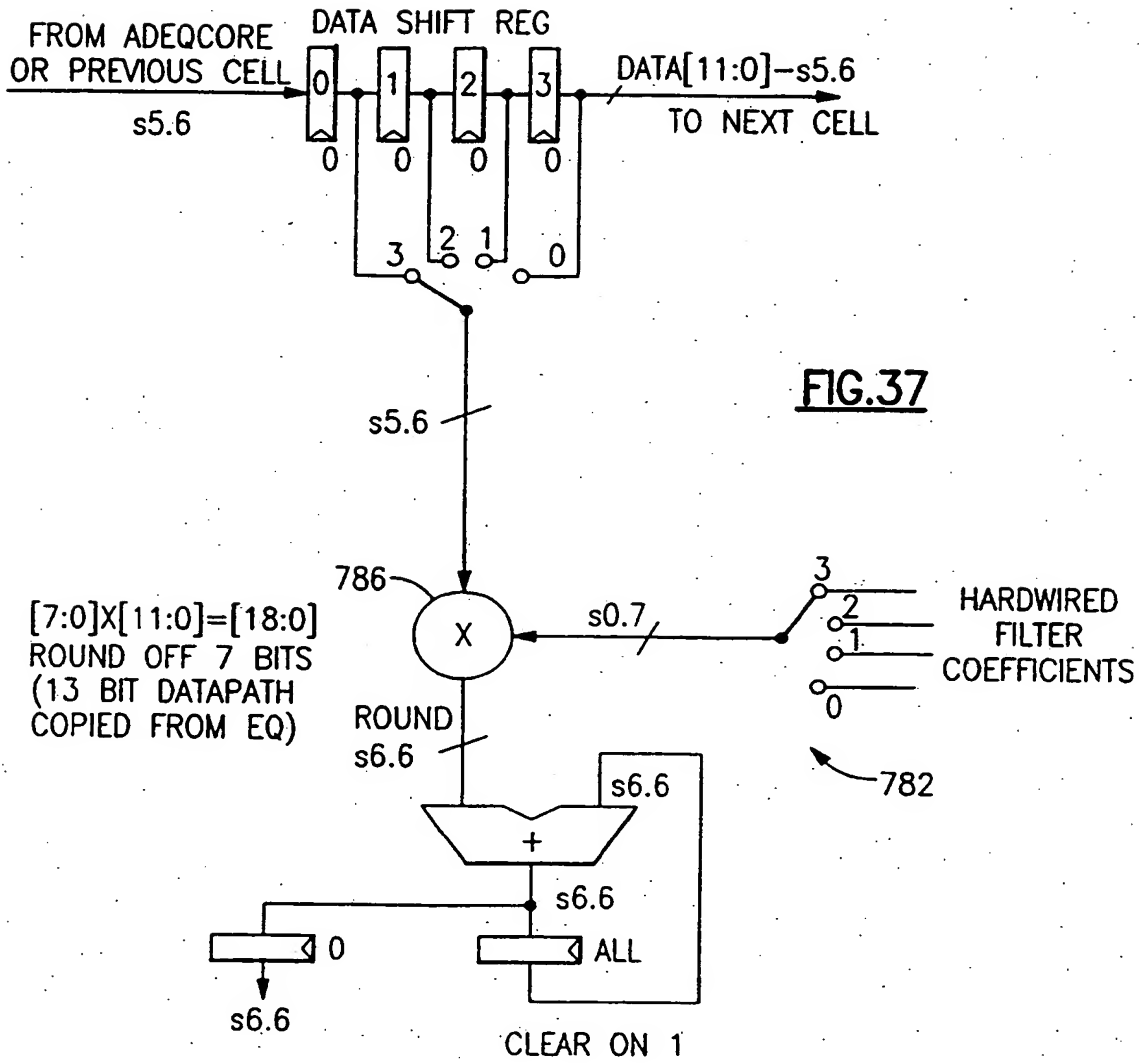 DATA SHIFT REG
FROM ADEQCORE
OR PREVIOUS CELL
s5.6
0
1
2
3
DATA[11:0]-s5.6
TO NEXT CELL
0
0
0
0
3
2
1
0
FIG.37
s5.6
786
X
s0.7
3
2
1
0
HARDWIRED
FILTER
COEFFICIENTS
782
[7:0]X[11:0]=[18:0]
ROUND OFF 7 BITS
(13 BIT DATAPATH
COPIED FROM EQ)
ROUND
s6.6
s6.6
+
s6.6
0
ALL
s6.6
CLEAR ON 1